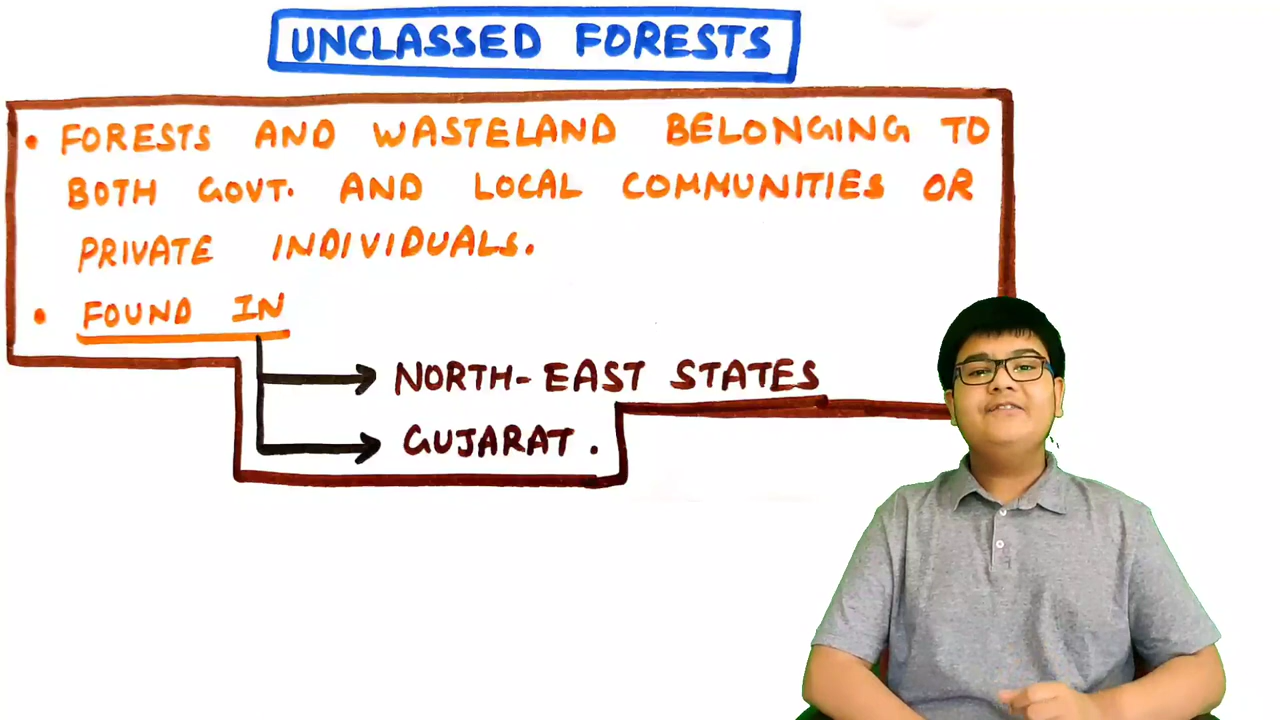 UNCLASSED FORESTS
• FORESTS AND WASTELAND BELONGING TO
BOTH GOVT. AND LOCAL COMMUNITIES OR
PRIVATE INDIVIDUALS.
• FOUND IN
→ NORTH-EAST STATES
→ GUJARAT.